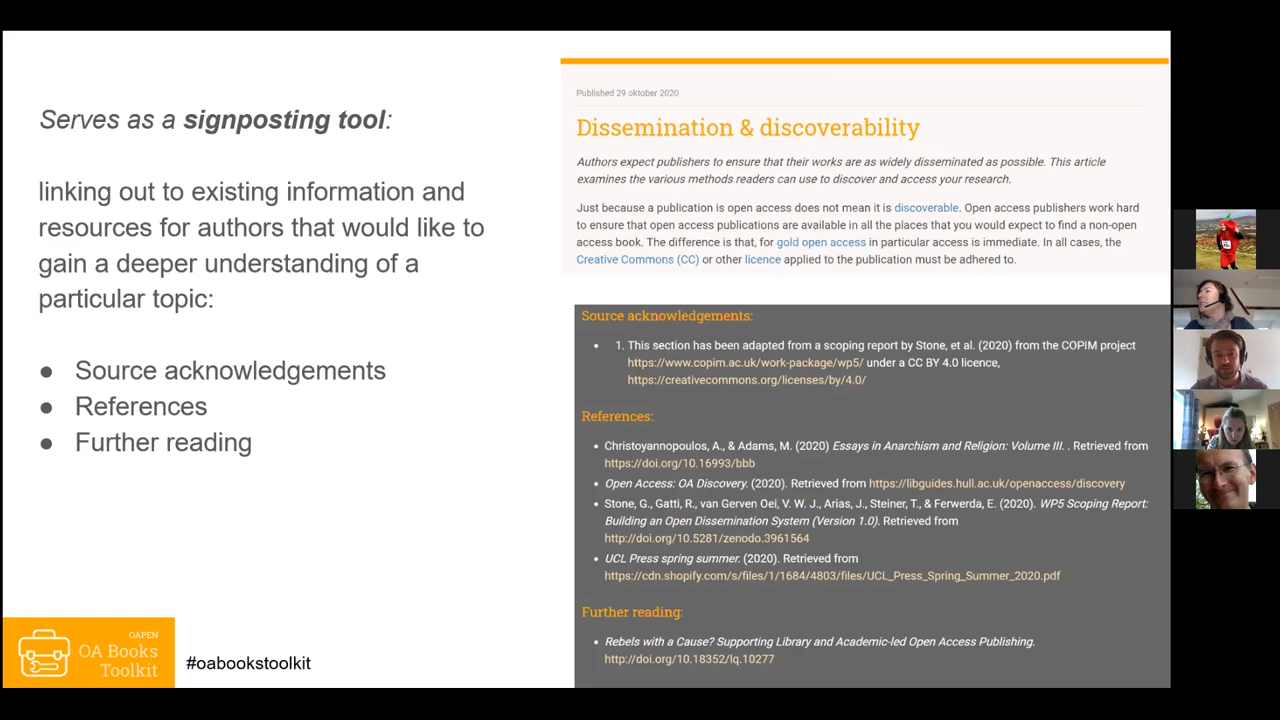 Serves as a signposting tool:
linking out to existing information and
resources for authors that would like to
gain a deeper understanding of a
particular topic:
● Source acknowledgements
● References
● Further reading
OAPEN
OA Books
Toolkit
#oabookstoolkit
Published 29 oktober 2020
Dissemination & discoverability
Authors expect publishers to ensure that their works are as widely disseminated as possible. This article
examines the various methods readers can use to discover and access your research.
Just because a publication is open access does not mean it is discoverable. Open access publishers work hard
to ensure that open access publications are available in all the places that you would expect to find a non-open
access book. The difference is that, for gold open access in particular access is immediate. In all cases, the
Creative Commons (CC) or other licence applied to the publication must be adhered to.
Source acknowledgements:
• 1. This section has been adapted from a scoping report by Stone, et al. (2020) from the COPIM project
https://www.copim.ac.uk/work-package/wp5/ under a CC BY 4.0 licence,
https://creativecommons.org/licenses/by/4.0/
References:
• Christoyannopoulos, A., & Adams, M. (2020) Essays in Anarchism and Religion: Volume III. . Retrieved from
https://doi.org/10.16993/bbb
• Open Access: OA Discovery. (2020). Retrieved from https://libguides.hull.ac.uk/openaccess/discovery
• Stone, G., Gatti, R., van Gerven Oei, V. W. J., Arias, J., Steiner, T., & Ferwerda, E. (2020). WP5 Scoping Report:
Building an Open Dissemination System (Version 1.0). Retrieved from
http://doi.org/10.5281/zenodo.3961564
• UCL Press spring summer. (2020). Retrieved from
https://cdn.shopify.com/s/files/1/1684/4803/files/UCL_Press_Spring_Summer_2020.pdf
Further reading:
• Rebels with a Cause? Supporting Library and Academic-led Open Access Publishing.
http://doi.org/10.18352/lq.10277